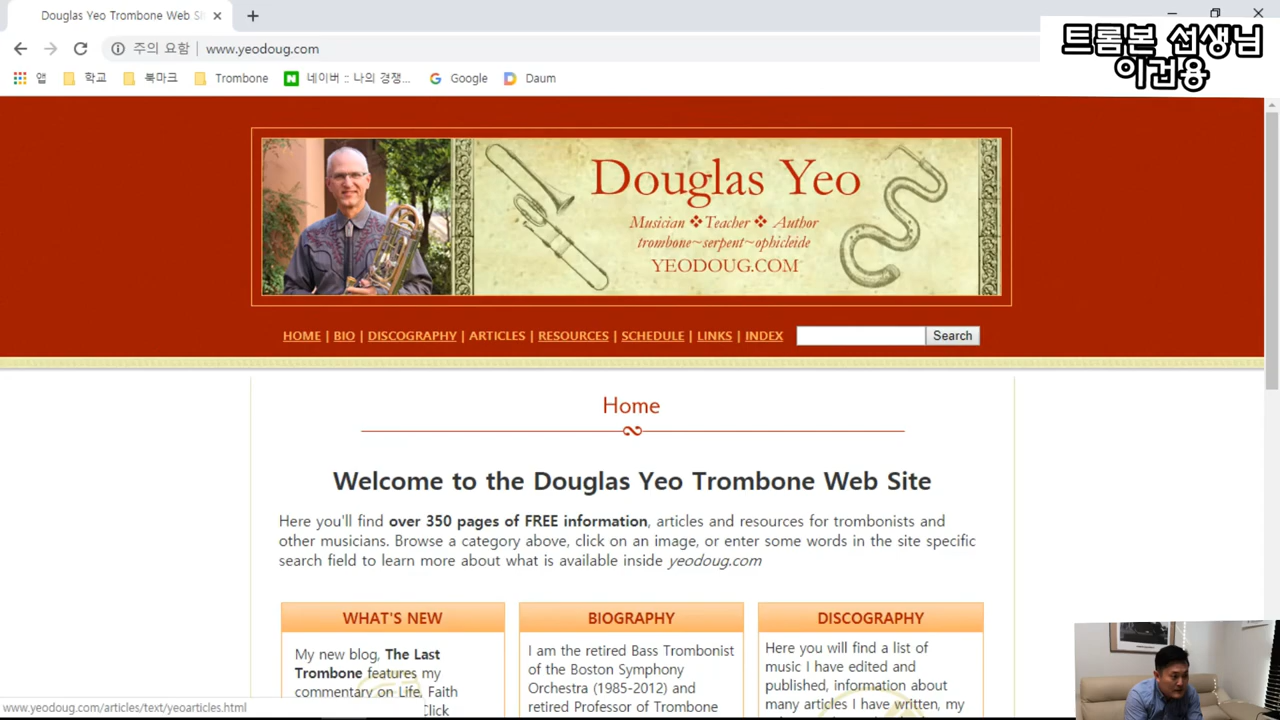 Douglas Yeo Trombone Web Si
주의 요함 | www.yeodoug.com
앱 학교 북마크 Trombone 네이버 :: 나의 경쟁... Google Daum
트롬본 선생님
이건용
Douglas Yeo
Musician ❖ Teacher ❖ Author
trombone~serpent~ophicleide
YEODOUG.COM
HOME | BIO | DISCOGRAPHY | ARTICLES | RESOURCES | SCHEDULE | LINKS | INDEX Search
Home
Welcome to the Douglas Yeo Trombone Web Site
Here you'll find over 350 pages of FREE information, articles and resources for trombonists and
other musicians. Browse a category above, click on an image, or enter some words in the site specific
search field to learn more about what is available inside yeodoug.com
WHAT'S NEW
My new blog, The Last
Trombone features my
commentary on Life, Faith
Click
BIOGRAPHY
I am the retired Bass Trombonist
of the Boston Symphony
Orchestra (1985-2012) and
retired Professor of Trombone
DISCOGRAPHY
Here you will find a list of
music I have edited and
published, information about
many articles I have written, my
www.yeodoug.com/articles/text/yeoarticles.html